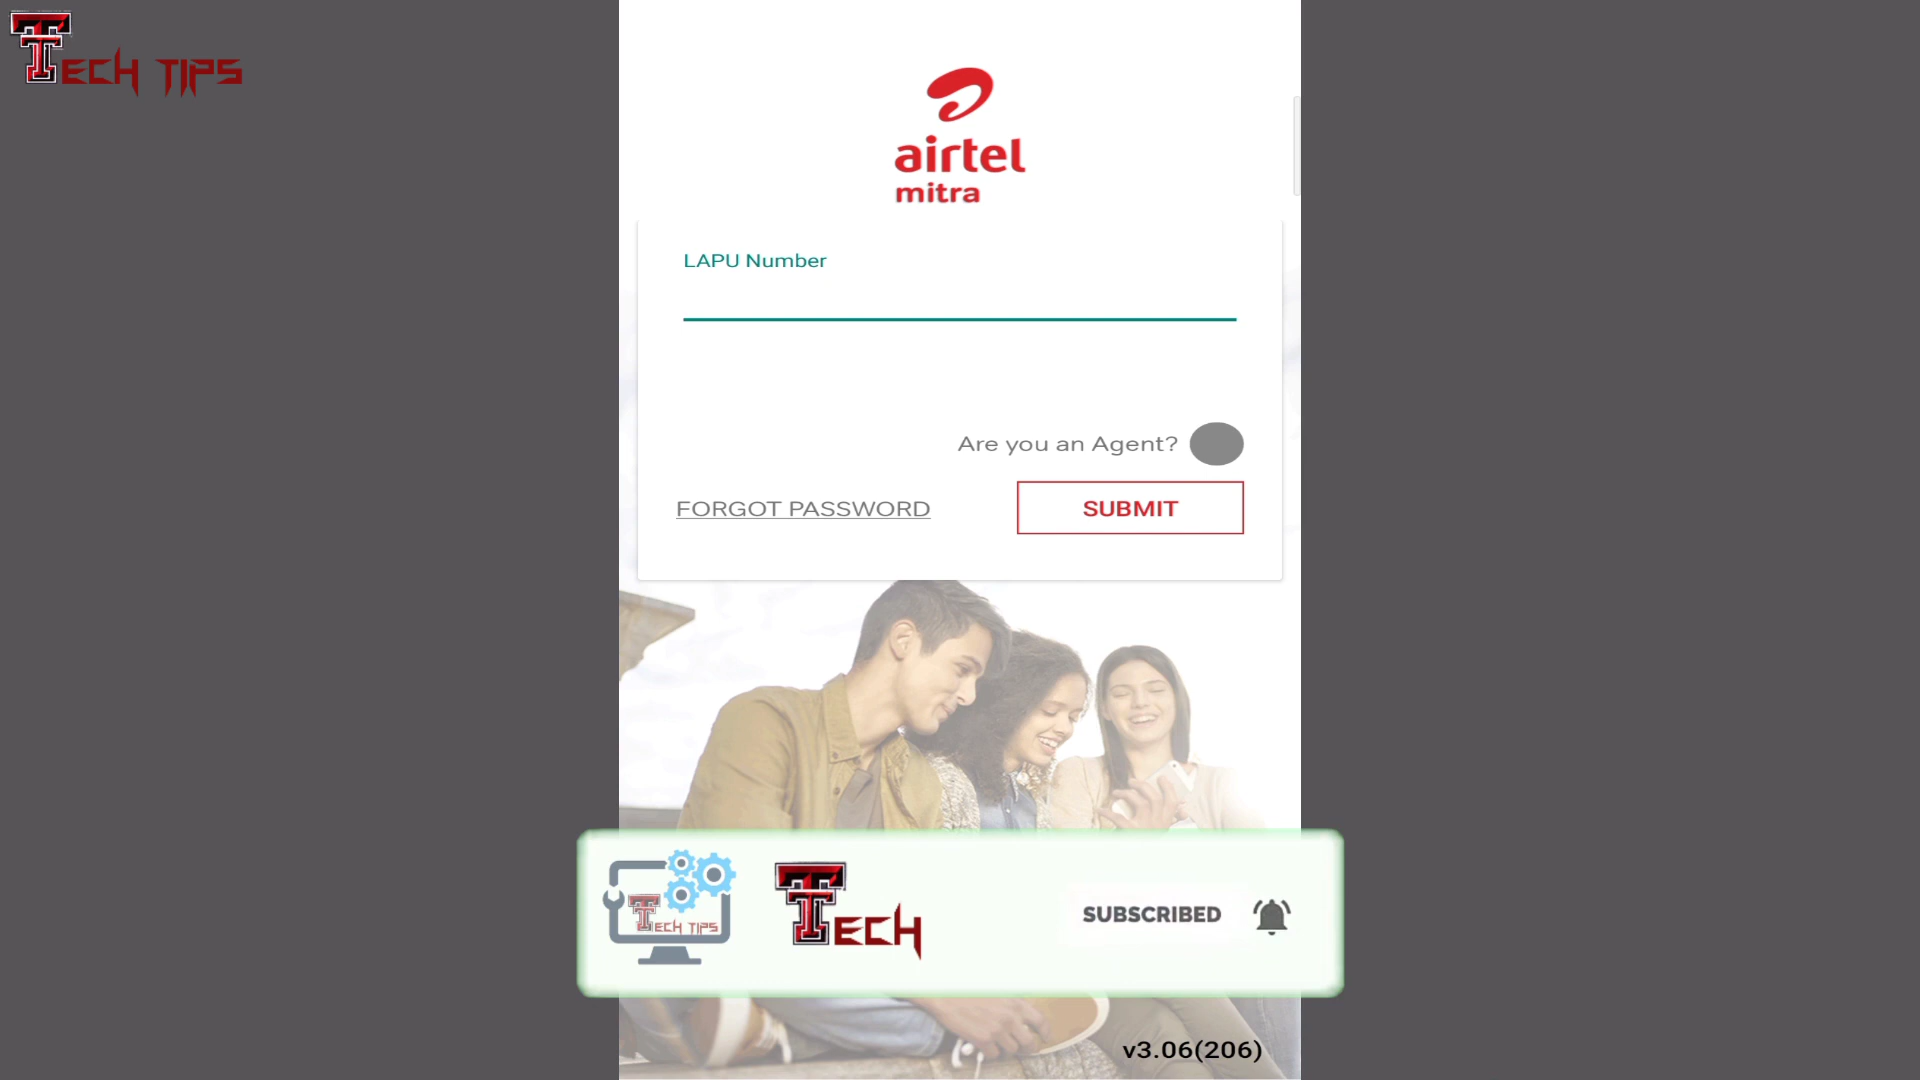 TECH TIPS
airtel
mitra
LAPU Number
Are you an Agent?
FORGOT PASSWORD
SUBMIT
TECH TIPS
TECH
SUBSCRIBED
v3.06(206)